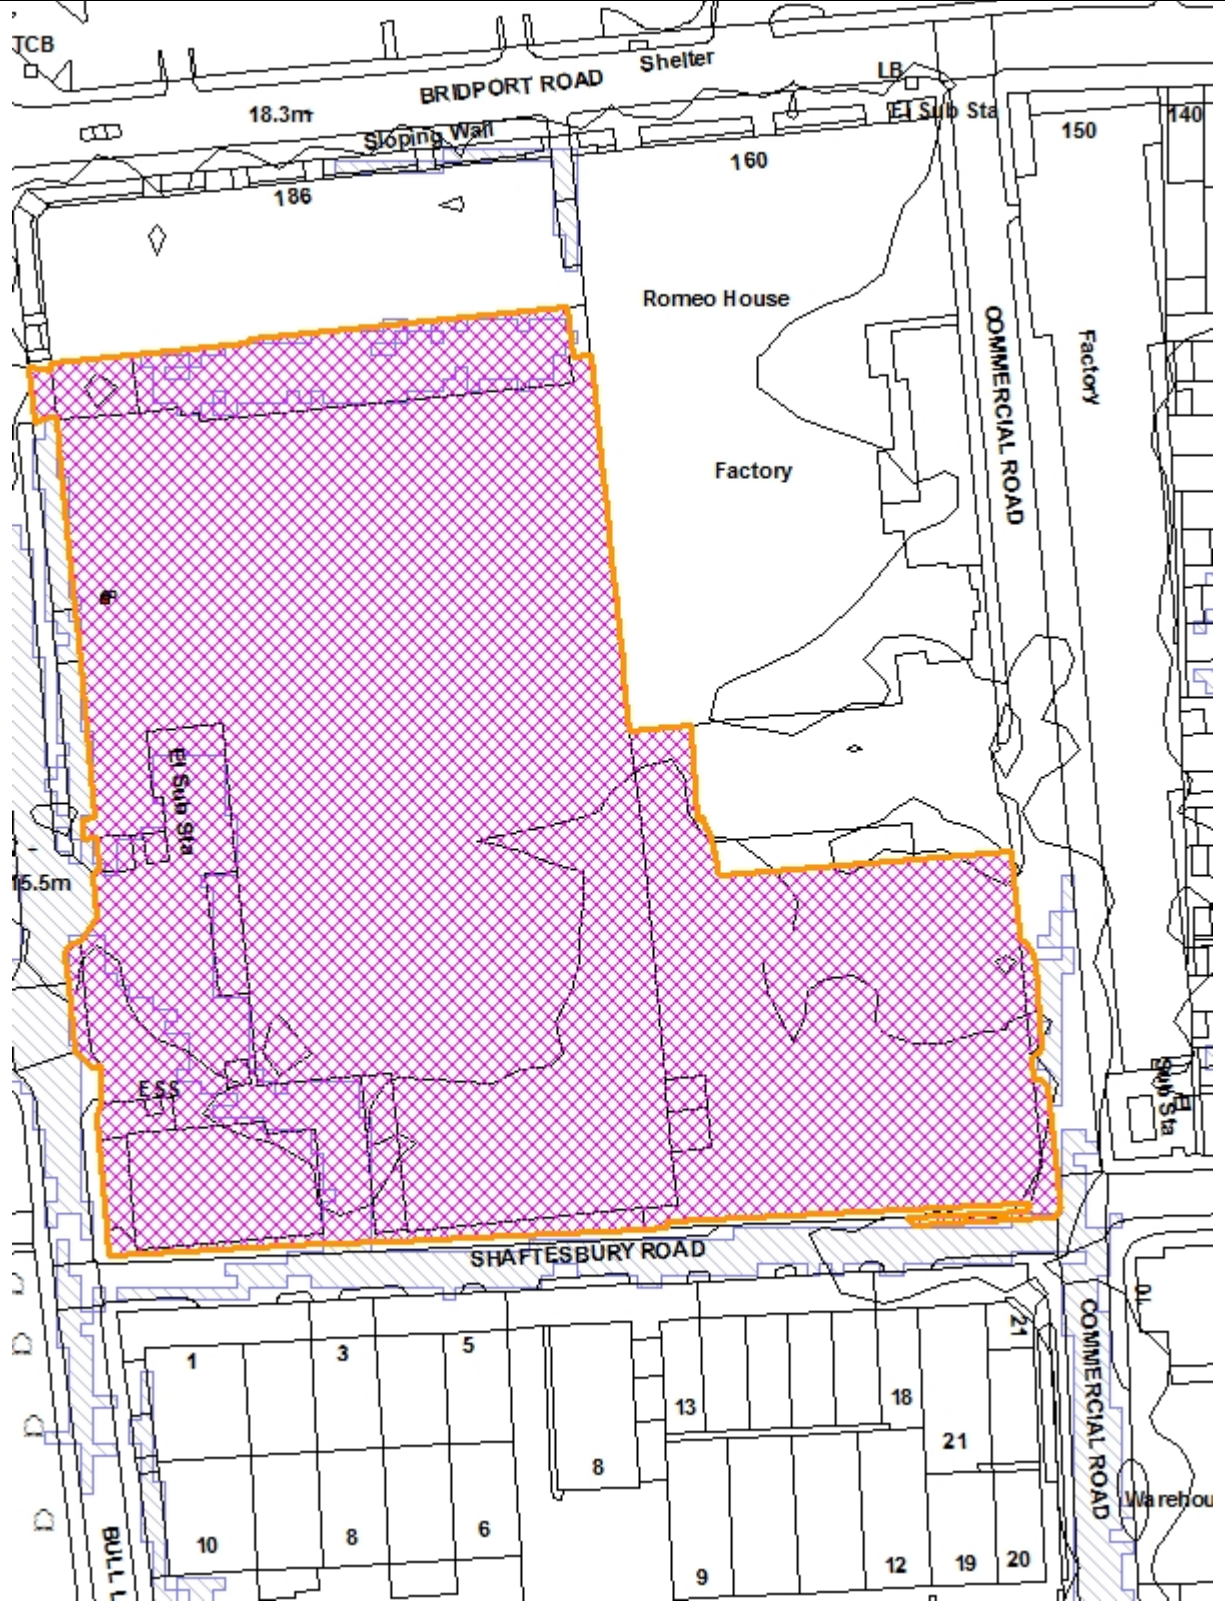 TCB
Shelter
BRIDPORT ROAD
LB
18.3m
El Sub Sta
150
140
Sloping Wall
160
186
Romeo House
COMMERCIAL ROAD
Factory
Factory
El Sub Sta
15.5m
ESS
Sub Sta
SHAFTESBURY ROAD
1
3
5
21
COMMERCIAL ROAD
13
18
21
8
10
8
6
Warehou
BULL L
9
12
19
20